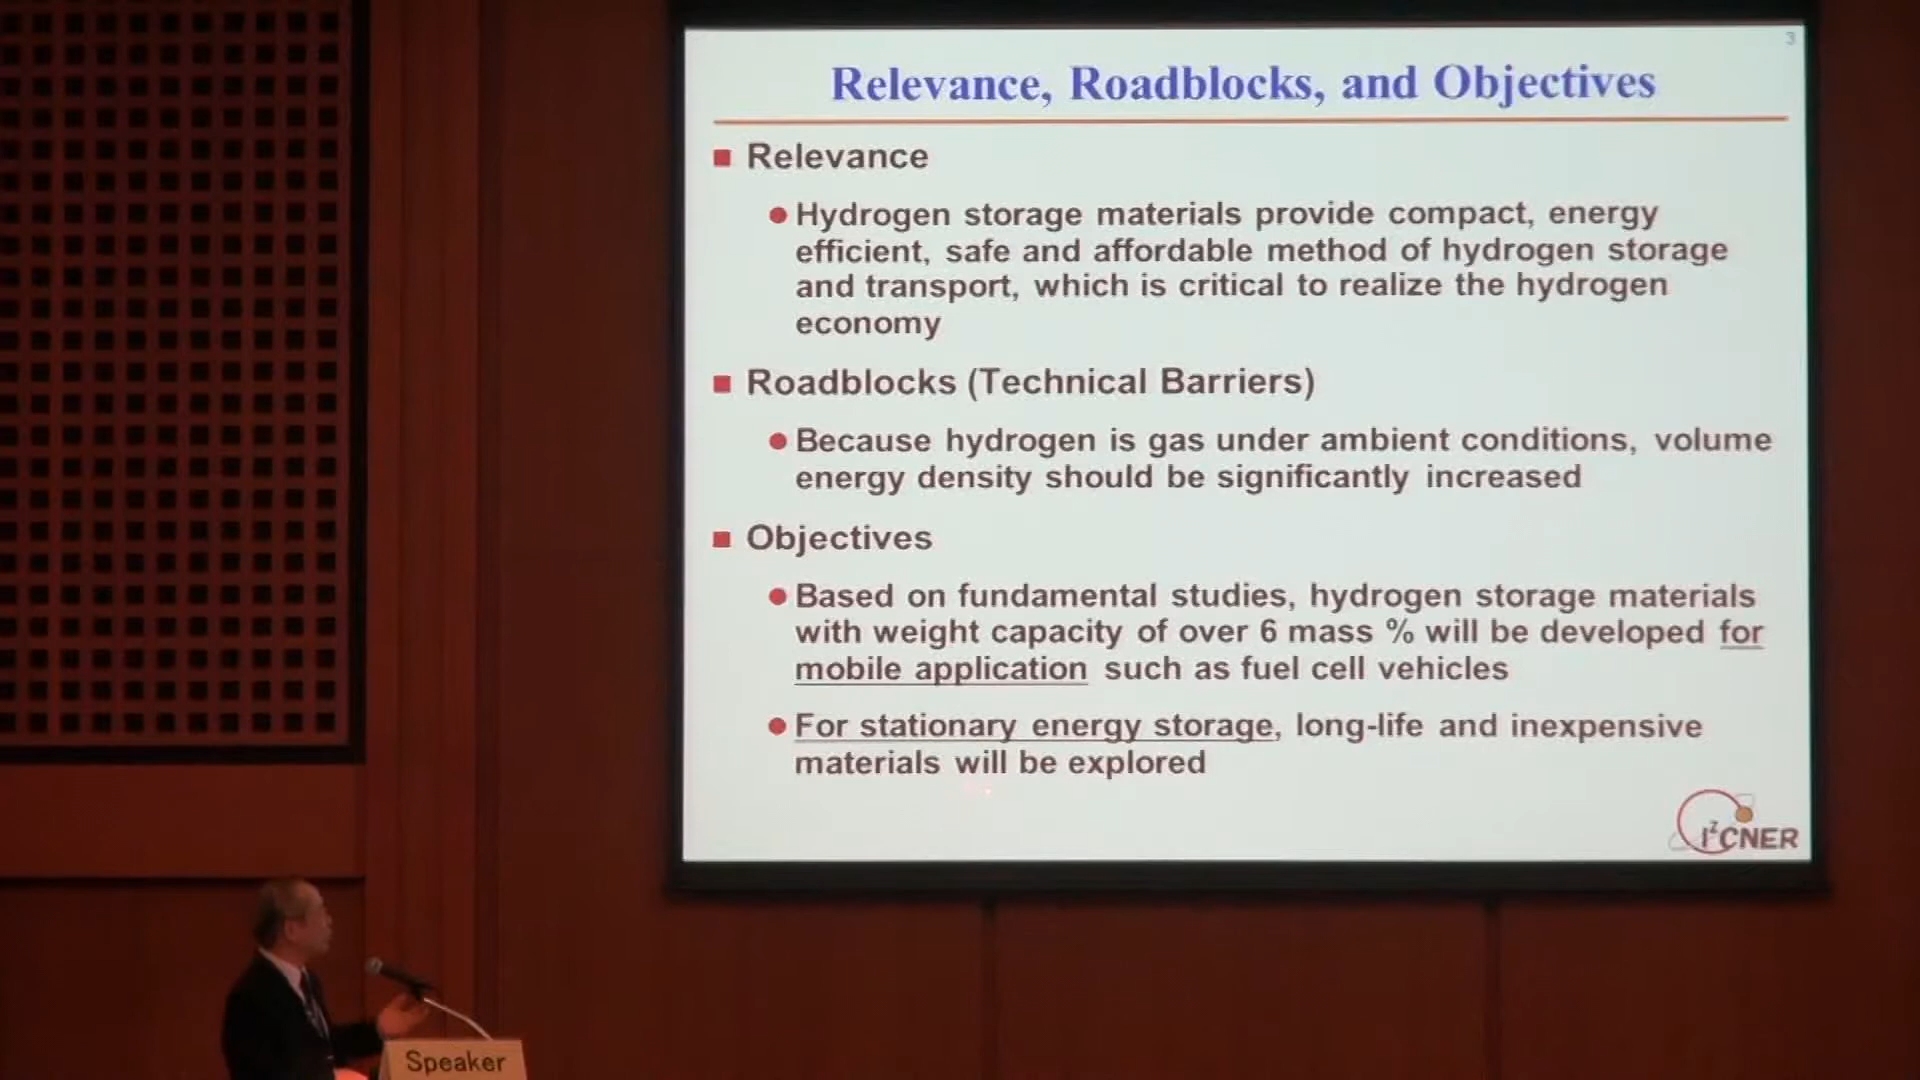 3
Relevance, Roadblocks, and Objectives
Relevance
Hydrogen storage materials provide compact, energy
efficient, safe and affordable method of hydrogen storage
and transport, which is critical to realize the hydrogen
economy
Roadblocks (Technical Barriers)
Because hydrogen is gas under ambient conditions, volume
energy density should be significantly increased
Objectives
Based on fundamental studies, hydrogen storage materials
with weight capacity of over 6 mass % will be developed for
mobile application such as fuel cell vehicles
For stationary energy storage, long-life and inexpensive
materials will be explored
I²CNER
Speaker